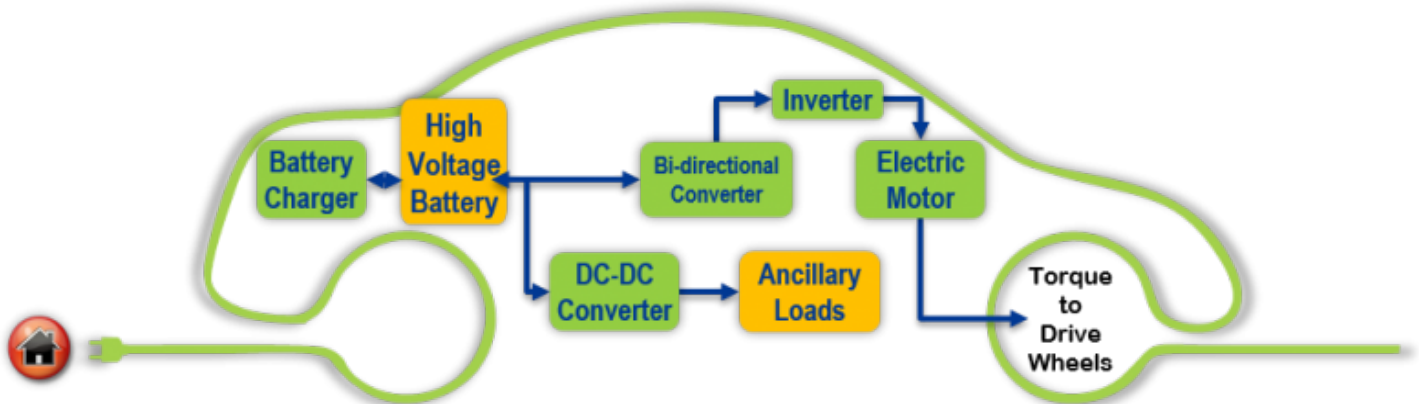 Battery
Charger
High
Voltage
Battery
Bi-directional
Converter
Inverter
Electric
Motor
DC-DC
Converter
Ancillary
Loads
Torque
to
Drive
Wheels